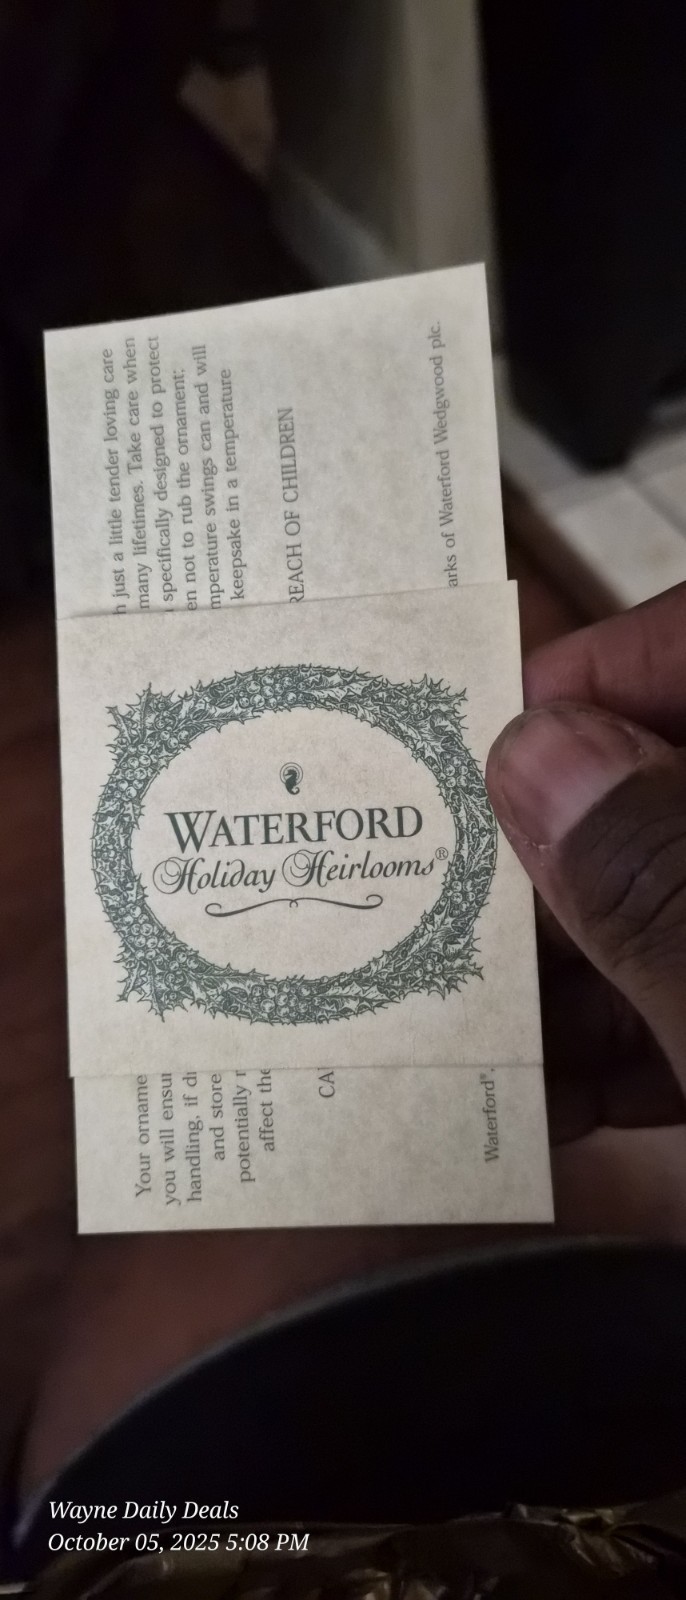 h just a little tender loving care
many lifetimes. Take care when
specifically designed to protect
en not to rub the ornament;
mperature swings can and will
keepsake in a temperature
REACH OF CHILDREN
arks of Waterford Wedgwood plc.
WATERFORD
Holiday Heirlooms®
Your orname
you will ensu
handling, if d
and store
potentially
affect the
CA
Waterford®.
Wayne Daily Deals
October 05, 2025 5:08 PM